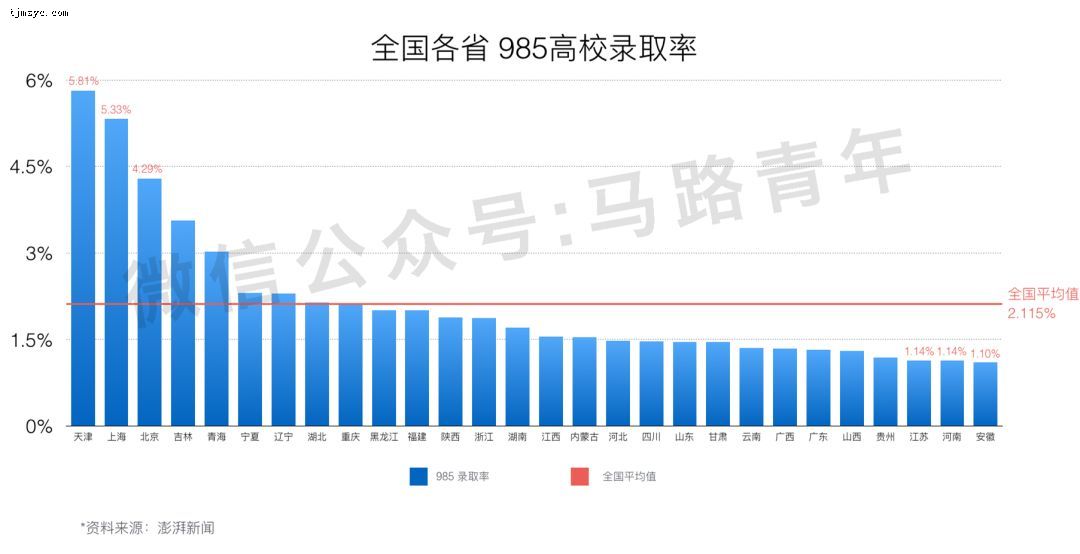 tjmzyc.com
全国各省 985高校录取率
6%
4.5%
3%
1.5%
0%
5.81%
5.33%
4.29%
1.14% 1.14% 1.10%
全国平均值
2.115%
微信公众号:马路青年
天津 上海 北京 吉林 青海 宁夏 辽宁 湖北 重庆 黑龙江 福建 陕西 浙江 湖南 江西 内蒙古 河北 四川 山东 甘肃 云南 广西 广东 山西 贵州 江苏 河南 安徽
985 录取率 全国平均值
*资料来源：澎湃新闻